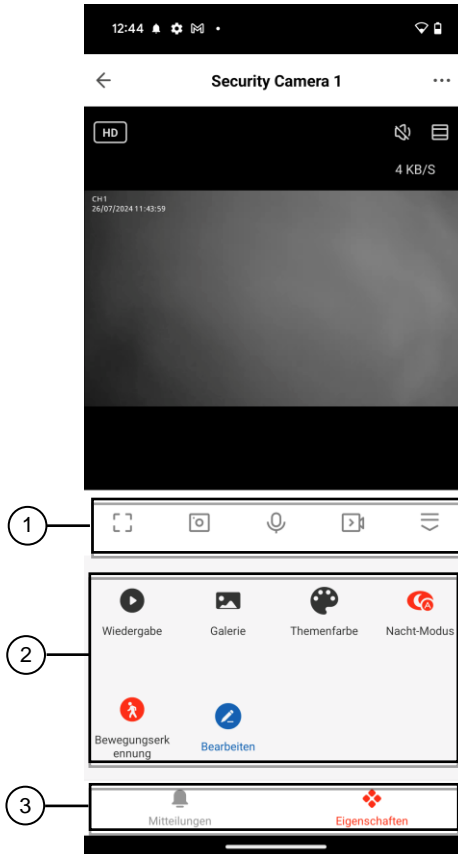 12:44
Security Camera 1
HD
4 KB/S
CH1
26/07/2024 11:43:59
1
2
Wiedergabe Galerie Themenfarbe Nacht-Modus
A
Bewegungserk
ennung
Bearbeiten
3
Mitteilungen Eigenschaften